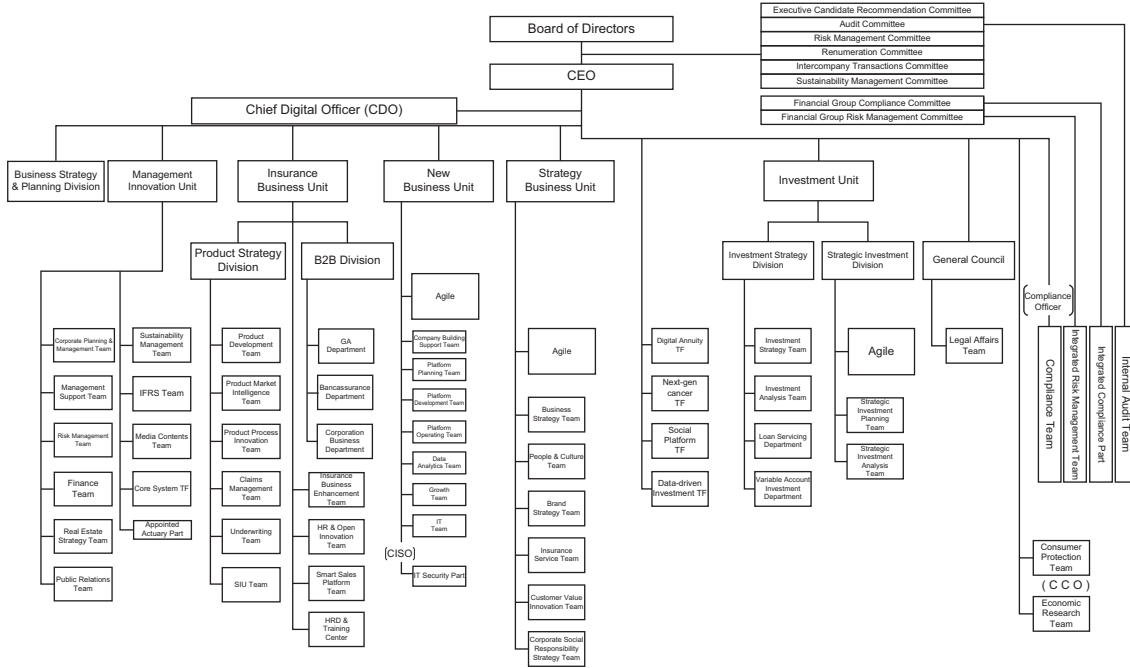 Executive Candidate Recommendation Committee
Audit Committee
Risk Management Committee
Renumeration Committee
Intercompany Transactions Committee
Sustainability Management Committee
Board of Directors
CEO
Financial Group Compliance Committee
Financial Group Risk Management Committee
Chief Digital Officer (CDO)
Business Strategy
& Planning Division
Management
Innovation Unit
Insurance
Business Unit
New
Business Unit
Strategy
Business Unit
Investment Unit
Product Strategy
Division
B2B Division
Investment Strategy
Division
Strategic Investment
Division
General Council
Corporate Planning &
Management Team
Management
Support Team
Risk Management
Team
Finance
Team
Real Estate
Strategy Team
Public Relations
Team
Sustainability
Management
Team
IFRS Team
Media Contents
Team
Core System TF
Appointed
Actuary Part
Product
Development Team
Product Market
Intelligence
Team
Product Process
Innovation
Team
Claims
Management
Team
Underwriting
Team
SIU Team
GA
Department
Bancassurance
Department
Corporation
Business
Department
Insurance
Business
Enhancement
Team
HR & Open
Innovation
Team
Smart Sales
Platform
Team
HRD &
Training
Center
Agile
Company Building
Support Team
Platform
Planning Team
Platform
Development Team
Platform
Operating Team
Data
Analytics Team
Growth
Team
IT
Team
(CISO)
IT Security Part
Agile
Business
Strategy Team
People & Culture
Team
Brand
Strategy Team
Insurance
Service Team
Customer Value
Innovation Team
Corporate Social
Responsibility
Strategy Team
Digital Annuity
TF
Next-gen
cancer
TF
Social
Platform
TF
Data-driven
Investment TF
Investment
Strategy Team
Investment
Analysis Team
Loan Servicing
Department
Variable Account
Investment
Department
Agile
Strategic
Investment
Planning
Team
Strategic
Investment
Analysis
Team
Legal Affairs
Team
(Compliance
Officer)
Compliance Team
Integrated Risk Management Team
Integrated Compliance Part
Internal Audit Team
Consumer
Protection
Team
( C C O )
Economic
Research
Team